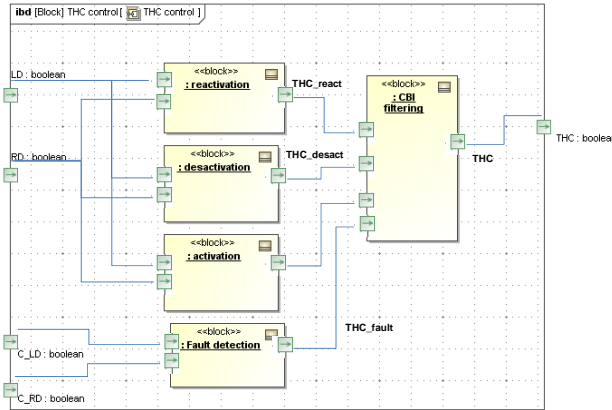 ibd [Block] THC control[ THC control ]
LD : boolean
RD : boolean
C_LD : boolean
C_RD : boolean
<<block>>
: reactivation
<<block>>
: desactivation
<<block>>
: activation
<<block>>
: Fault detection
THC_react
THC_desact
THC_fault
<<block>>
: CBI
filtering
THC
THC : boolea